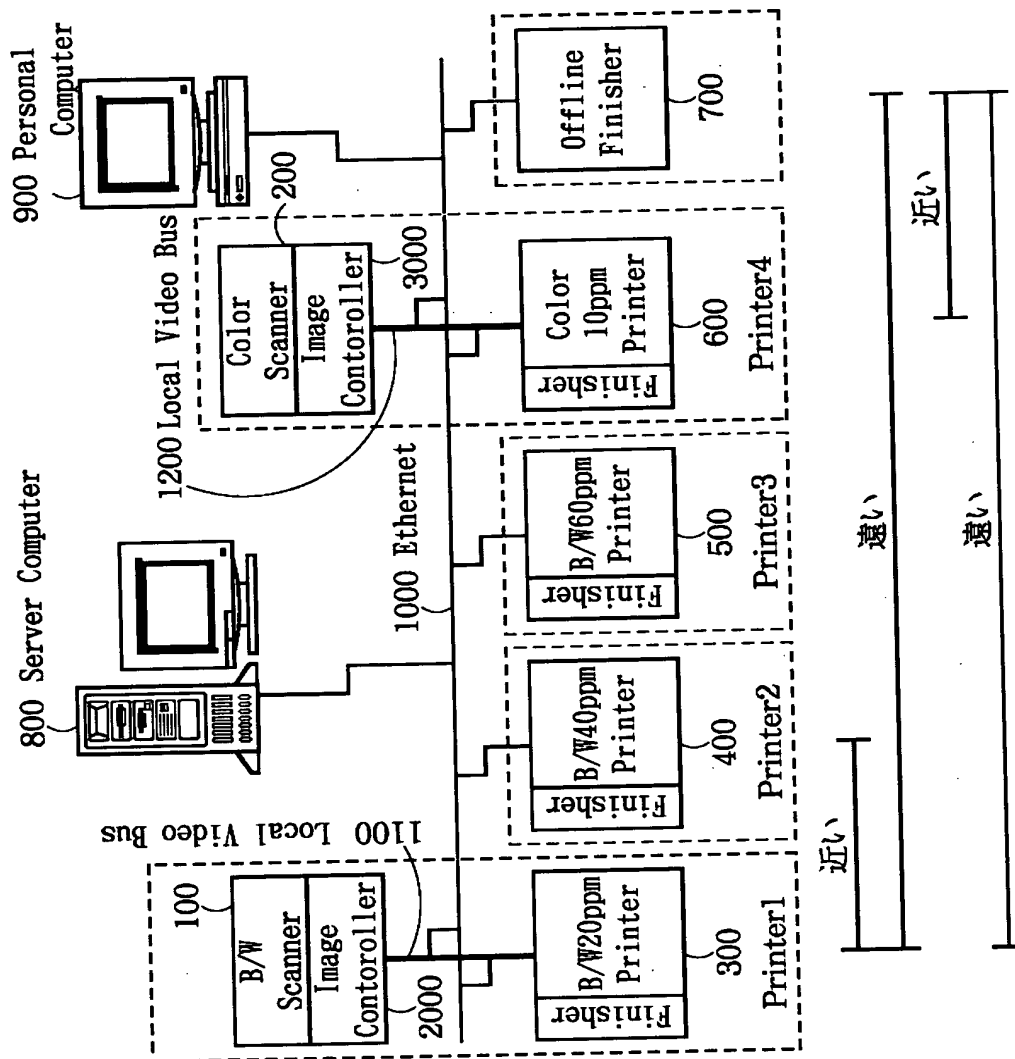 900 Personal
Computer
800 Server Computer
1200 Local Video Bus
200
Color
Scanner
Image
Contoroller
3000
100
B/W
Scanner
Image
Controller
2000
1100 Local Video Bus
1000 Ethernet
Finisher
B/W20ppm
Printer
300
Printer1
Finisher
B/W40ppm
Printer
400
Printer2
Finisher
B/W60ppm
Printer
500
Printer3
Finisher
Color
10ppm
Printer
600
Printer4
Offline
Finisher
700
近い
近い
遠い
遠い